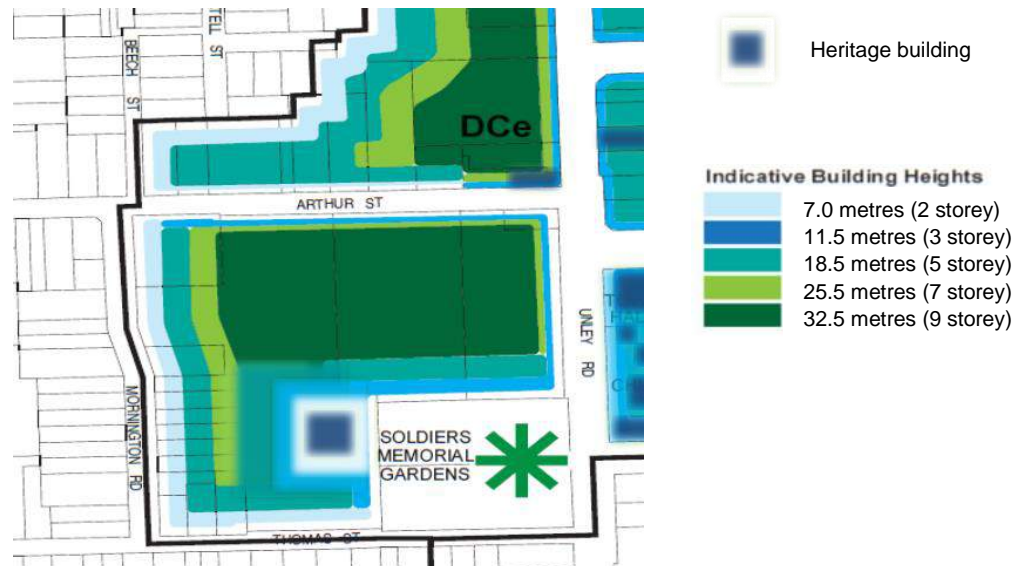 TELL ST
BEECH ST
DCe
ARTHUR ST
UNLEY RD
MORNINGTON RD
SOLDIERS
MEMORIAL
GARDENS
THOMAS ST
Heritage building
Indicative Building Heights
7.0 metres (2 storey)
11.5 metres (3 storey)
18.5 metres (5 storey)
25.5 metres (7 storey)
32.5 metres (9 storey)